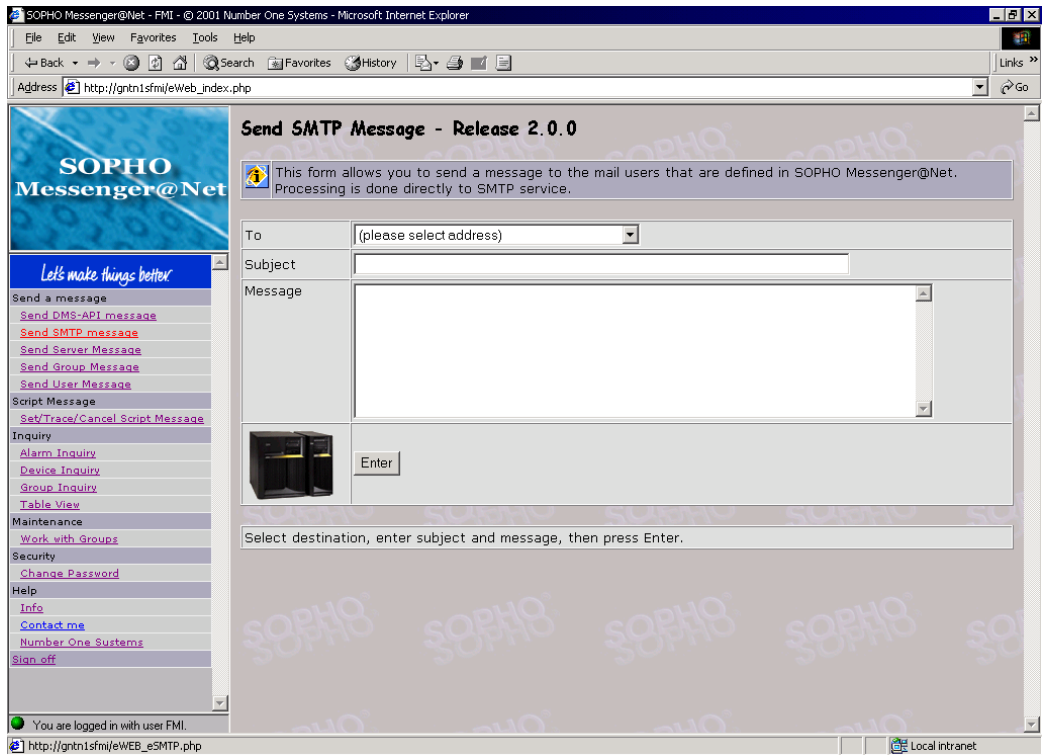 SOPHO Messenger@Net - FMI - © 2001 Number One Systems - Microsoft Internet Explorer
File Edit View Favorites Tools Help
Back Search Favorites History Links »
Address http://gntn1sfmi/eWeb_index.php Go
SOPHO
Messenger@Net
Let's make things better.
Send a message
Send DMS-API message
Send SMTP message
Send Server Message
Send Group Message
Send User Message
Script Message
Set/Trace/Cancel Script Message
Inquiry
Alarm Inquiry
Device Inquiry
Group Inquiry
Table View
Maintenance
Work with Groups
Security
Change Password
Help
Info
Contact me
Number One Sustems
Sign off
You are logged in with user FMI.
Send SMTP Message - Release 2.0.0
This form allows you to send a message to the mail users that are defined in SOPHO Messenger@Net.
Processing is done directly to SMTP service.
To (please select address)
Subject
Message
Enter
Select destination, enter subject and message, then press Enter.
SOPHO SOPHO SOPHO SOPHO
http://gntn1sfmi/eWEB_eSMTP.php Local intranet